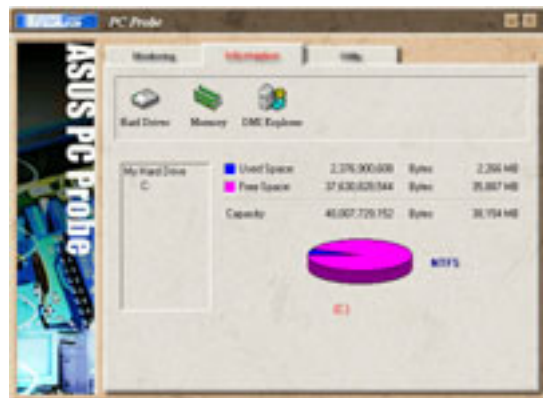 PC Probe
ASUS PC Probe
Monitoring Information Utility
Hard Drives Memory DMI Explorer
My Hard Drive
C:
Used Space 2,376,900,608 Bytes 2,266 MB
Free Space 37,630,828,544 Bytes 35,887 MB
Capacity 40,007,729,152 Bytes 38,154 MB
NTFS
(C:)